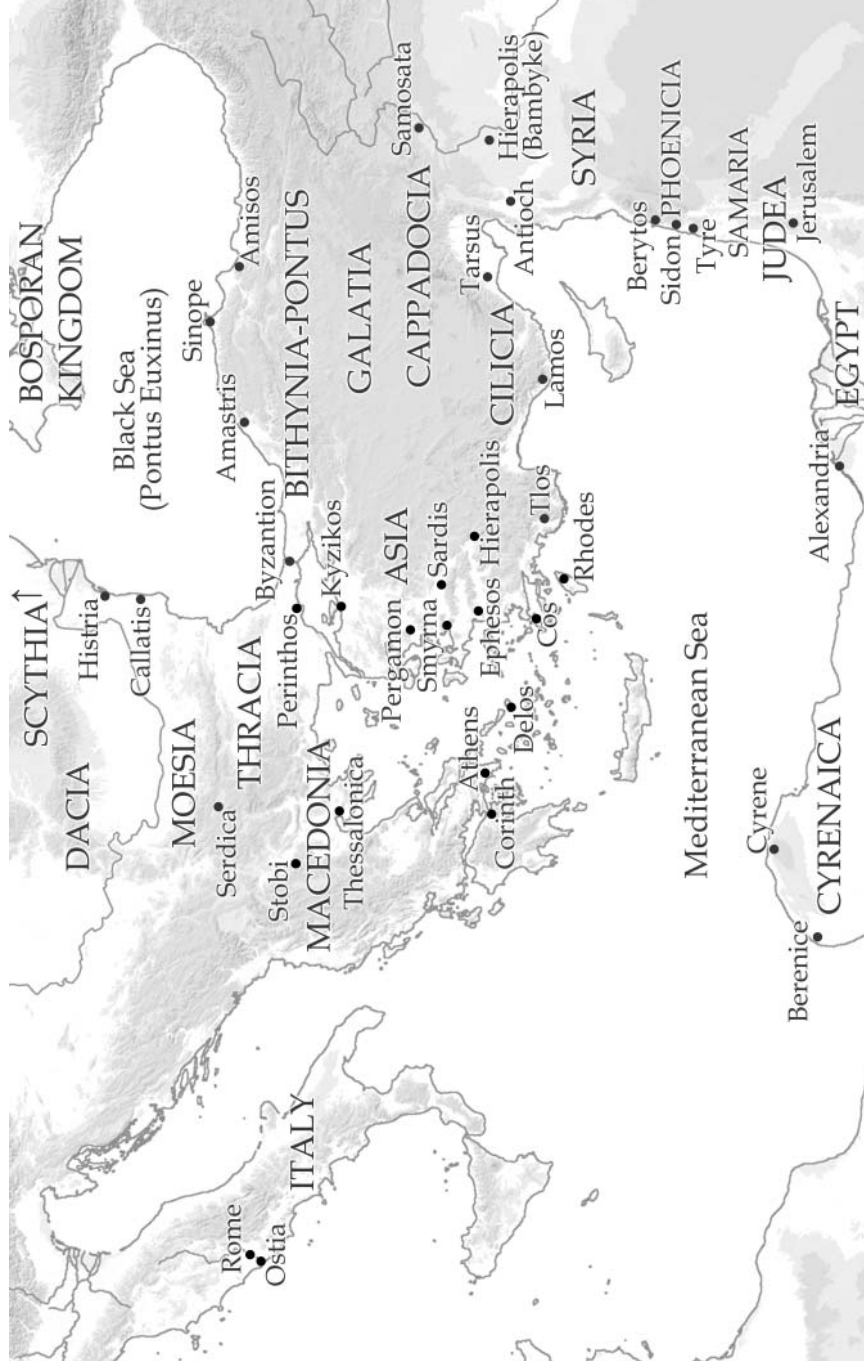 SCYTHIA↑
BOSPORAN
KINGDOM
DACIA
Histria
Black Sea
(Pontus Euxinus)
Callatis
MOESIA
Sinope
Serdica
THRACIA
Amastris
Amisos
Rome
Ostia
Stobi
Perinthos
Byzantion
BITHYNIA-PONTUS
ITALY
MACEDONIA
Thessalonica
Kyzikos
GALATIA
Pergamon
ASIA
CAPPADOCIA
Samosata
Smyrna
Sardis
Athens
Corinth
Ephesos
Hierapolis
CILICIA
Tarsus
Hierapolis
(Bambyke)
Delos
Cos
Tlos
Lamos
Antioch
Rhodes
SYRIA
Berytos
Sidon
PHOENICIA
Tyre
Mediterranean Sea
SAMARIA
JUDEA
Jerusalem
Cyrene
Berenice
CYRENAICA
Alexandria
EGYPT